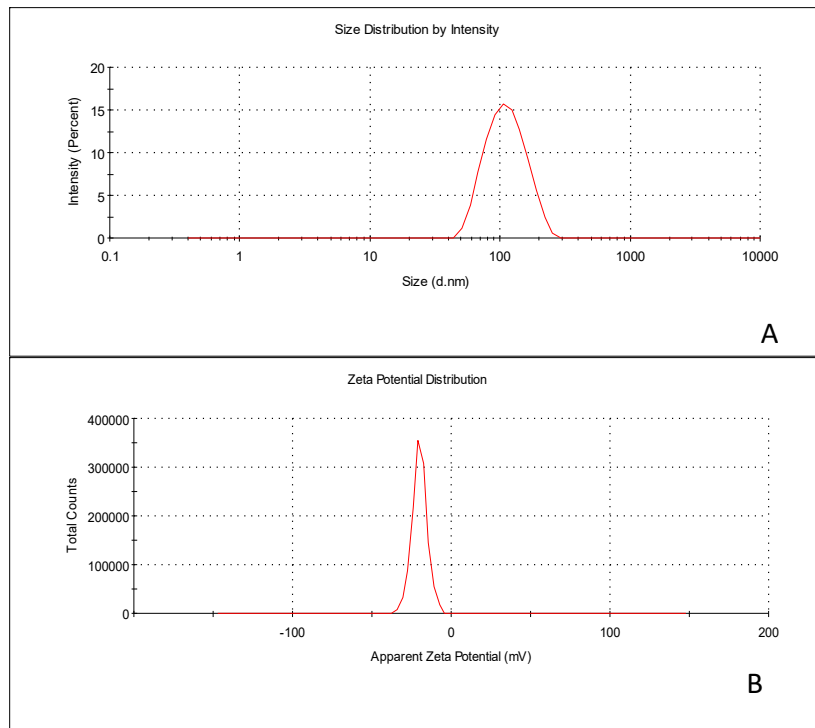 Size Distribution by Intensity
20
15
10
5
0
Intensity (Percent)
0.1 1 10 100 1000 10000
Size (d.nm)
A
Zeta Potential Distribution
400000
300000
200000
100000
0
Total Counts
-100 0 100 200
Apparent Zeta Potential (mV)
B